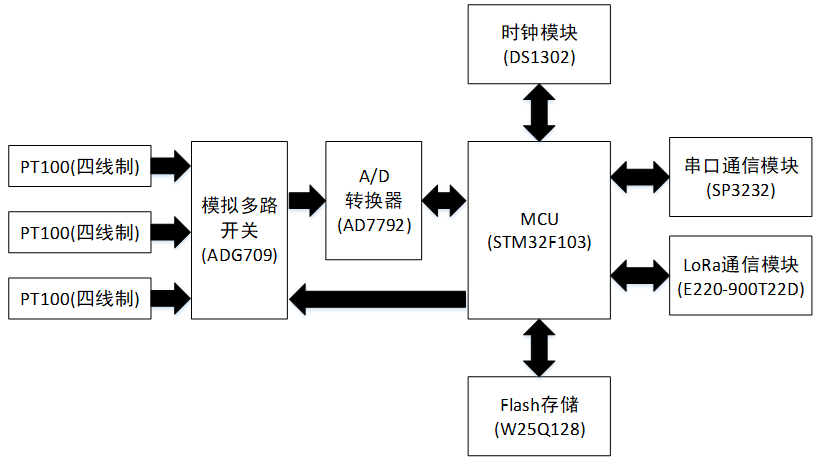 时钟模块
(DS1302)
PT100(四线制)
PT100(四线制)
PT100(四线制)
模拟多路
开关
(ADG709)
A/D
转换器
(AD7792)
MCU
(STM32F103)
串口通信模块
(SP3232)
LoRa通信模块
(E220-900T22D)
Flash存储
(W25Q128)